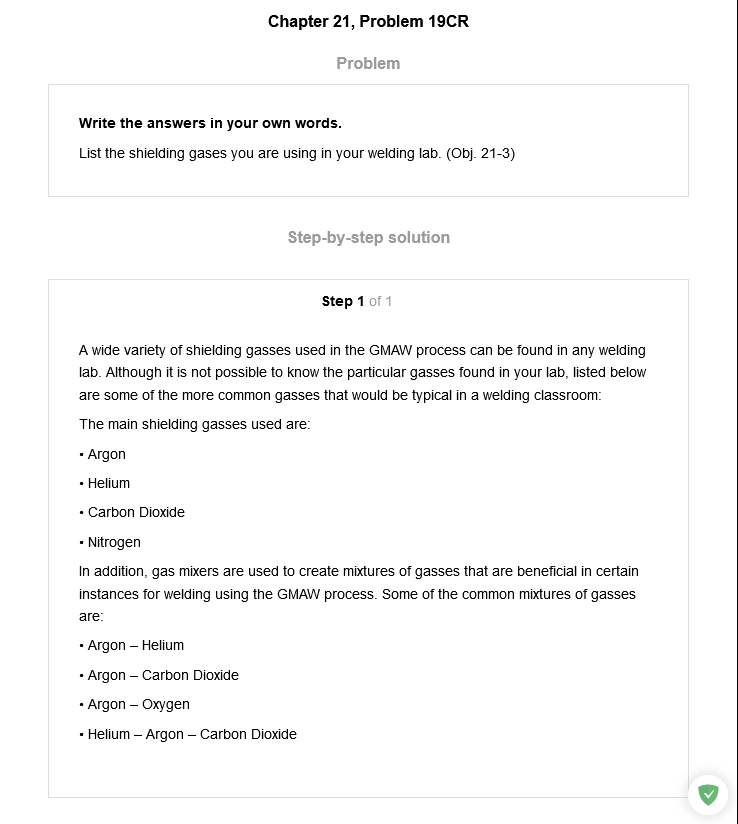 Chapter 21, Problem 19CR
Problem
Write the answers in your own words.
List the shielding gases you are using in your welding lab. (Obj. 21-3)
Step-by-step solution
Step 1 of 1
A wide variety of shielding gasses used in the GMAW process can be found in any welding
lab. Although it is not possible to know the particular gasses found in your lab, listed below
are some of the more common gasses that would be typical in a welding classroom:
The main shielding gasses used are:
• Argon
• Helium
• Carbon Dioxide
• Nitrogen
In addition, gas mixers are used to create mixtures of gasses that are beneficial in certain
instances for welding using the GMAW process. Some of the common mixtures of gasses
are:
• Argon – Helium
• Argon – Carbon Dioxide
• Argon – Oxygen
• Helium – Argon – Carbon Dioxide